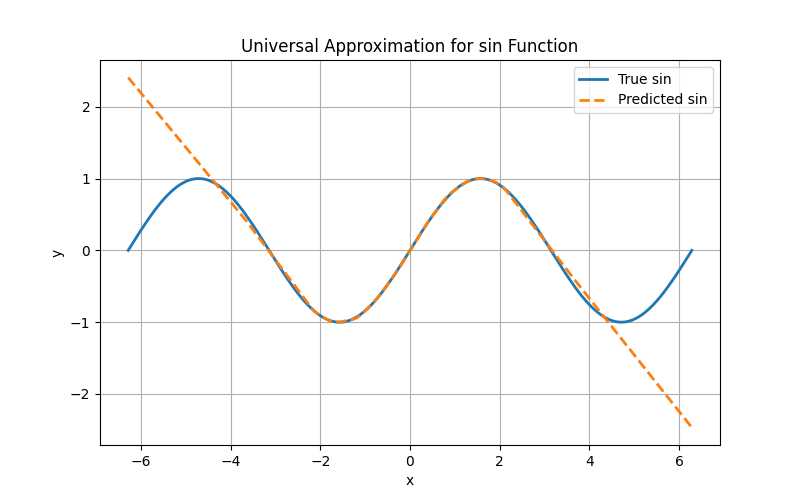 Universal Approximation for sin Function
True sin
Predicted sin
2
1
0
−1
−2
y
−6
−4
−2
0
2
4
6
x